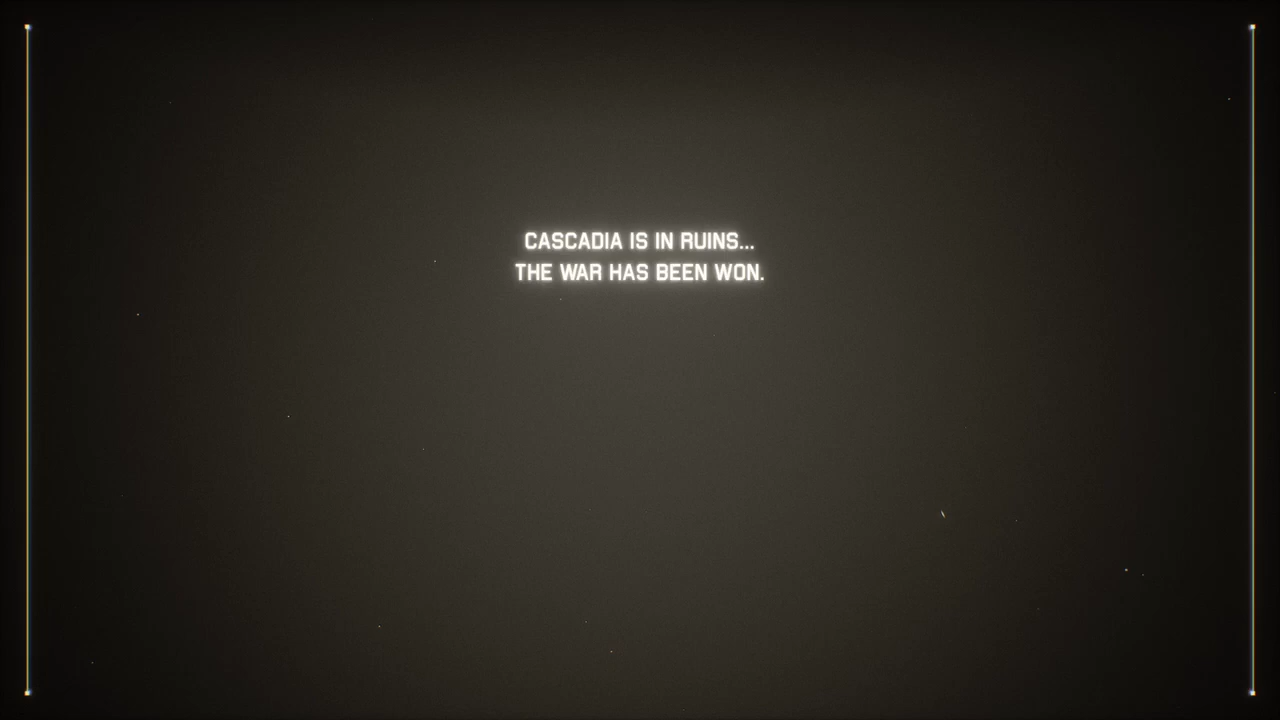 CASCADIA IS IN RUINS...
THE WAR HAS BEEN WON.